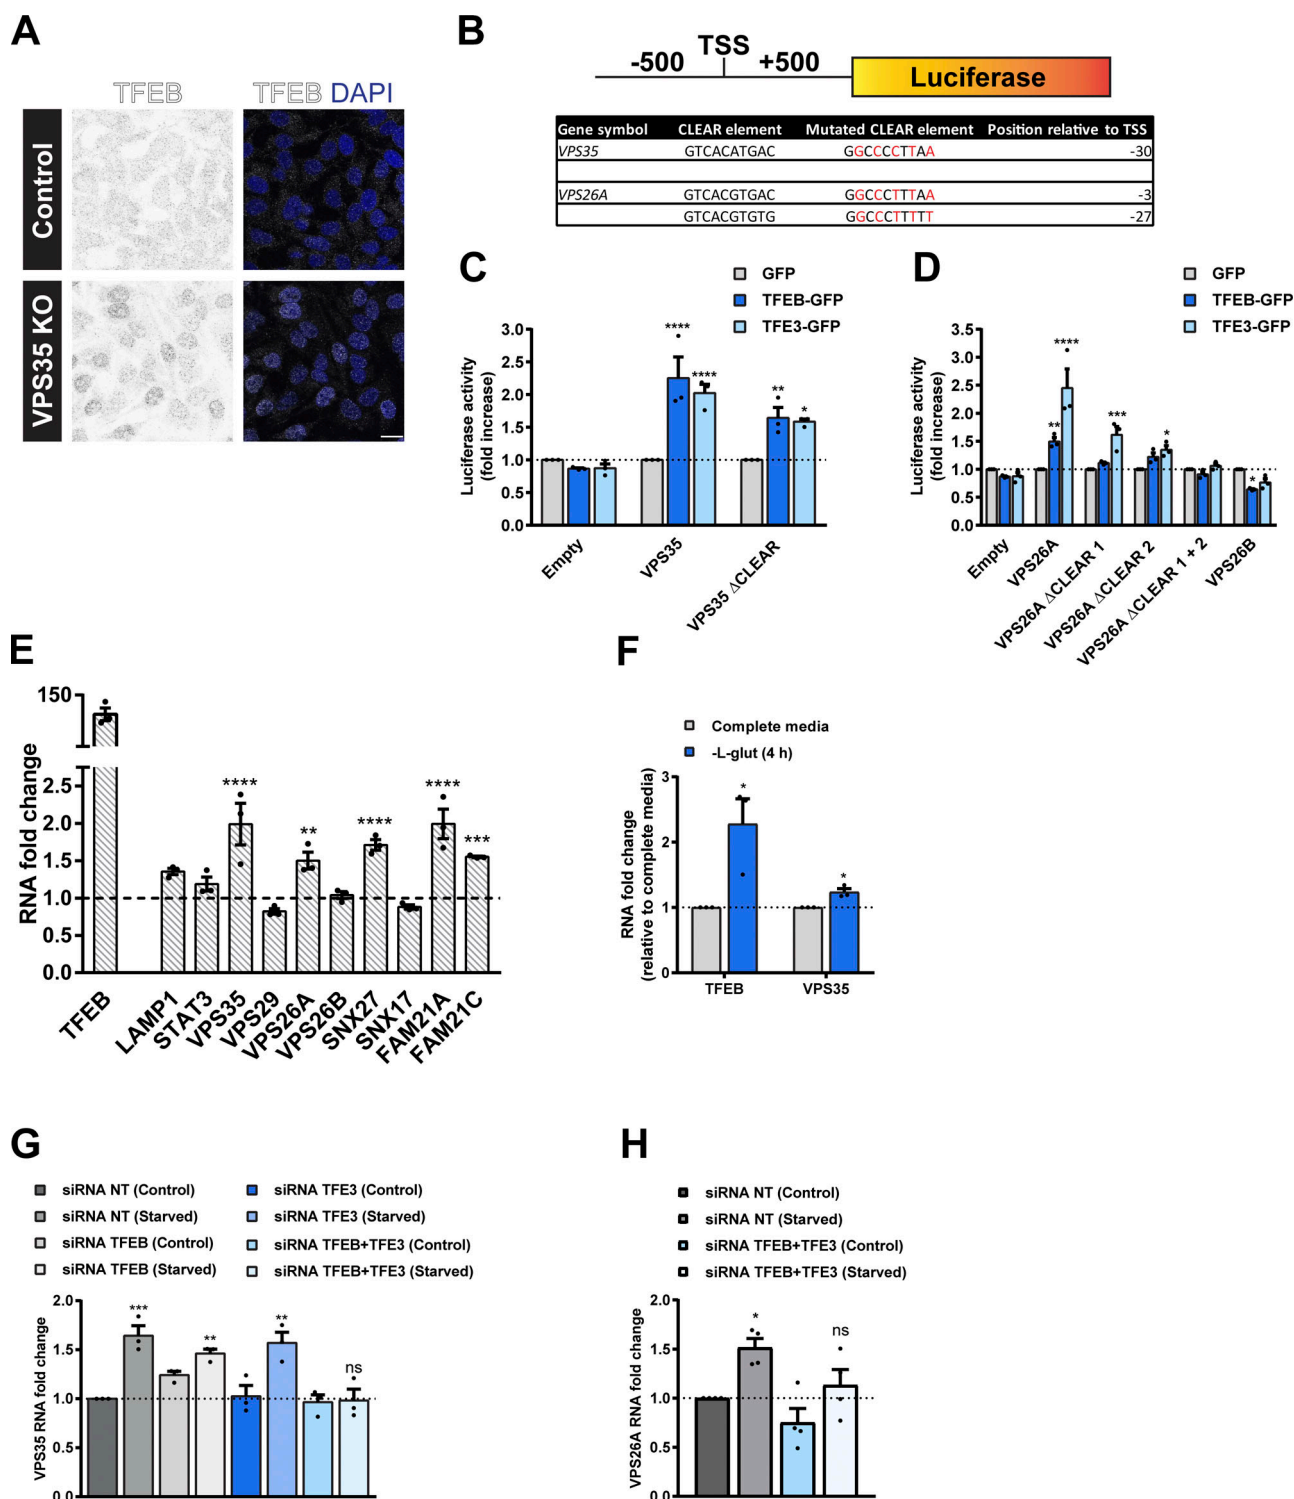 A
TFEB
TFEB DAPI
Control
VPS35 KO
B
TSS
-500
+500
Luciferase
Gene symbol CLEAR element Mutated CLEAR element Position relative to TSS
VPS35 GTCACATGAC GGCCCCTTAA -30
VPS26A GTCACGTGAC GGCCCTTTAA -3
GTCACGTGTG GGCCCTTTTT -27
C
GFP
TFEB-GFP
TFE3-GFP
Luciferase activity
(fold increase)
3.0
2.5
2.0
1.5
1.0
0.5
0.0
****
****
**
*
Empty
VPS35
VPS35 ΔCLEAR
D
GFP
TFEB-GFP
TFE3-GFP
Luciferase activity
(fold increase)
3.5
3.0
2.5
2.0
1.5
1.0
0.5
0.0
**
****
***
*
*
Empty
VPS26A
VPS26A ΔCLEAR 1
VPS26A ΔCLEAR 2
VPS26A ΔCLEAR 1 + 2
VPS26B
E
RNA fold change
150
2.5
2.0
1.5
1.0
0.5
0.0
****
**
****
****
***
TFEB
LAMP1
STAT3
VPS35
VPS29
VPS26A
VPS26B
SNX27
SNX17
FAM21A
FAM21C
F
Complete media
-L-glut (4 h)
RNA fold change
(relative to complete media)
3
2
1
0
*
*
TFEB
VPS35
G
siRNA NT (Control)
siRNA NT (Starved)
siRNA TFEB (Control)
siRNA TFEB (Starved)
siRNA TFE3 (Control)
siRNA TFE3 (Starved)
siRNA TFEB+TFE3 (Control)
siRNA TFEB+TFE3 (Starved)
VPS35 RNA fold change
2.0
1.5
1.0
0.5
0.0
***
**
**
ns
H
siRNA NT (Control)
siRNA NT (Starved)
siRNA TFEB+TFE3 (Control)
siRNA TFEB+TFE3 (Starved)
VPS26A RNA fold change
2.0
1.5
1.0
0.5
0.0
*
ns